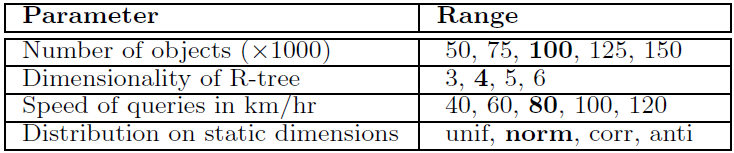 Parameter Range
Number of objects (×1000) 50, 75, 100, 125, 150
Dimensionality of R-tree 3, 4, 5, 6
Speed of queries in km/hr 40, 60, 80, 100, 120
Distribution on static dimensions unif, norm, corr, anti